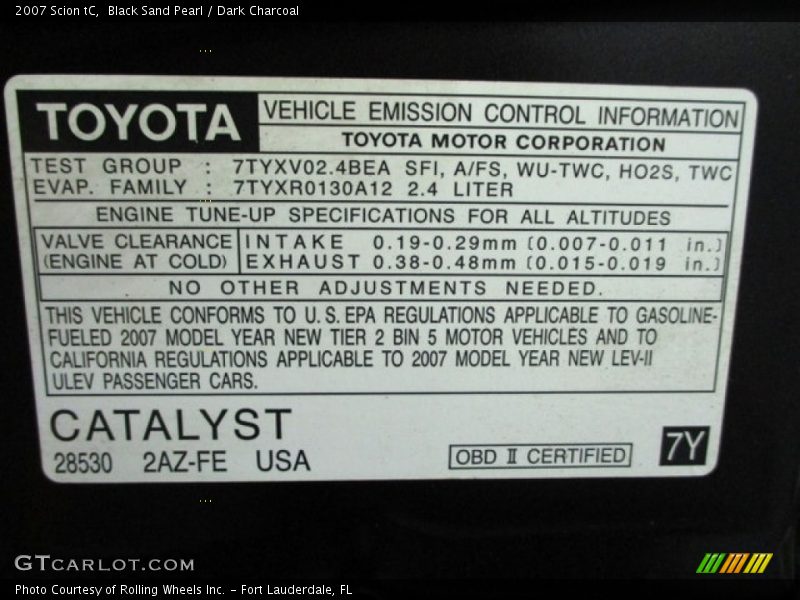 2007 Scion tC, Black Sand Pearl / Dark Charcoal
TOYOTA
VEHICLE EMISSION CONTROL INFORMATION
TOYOTA MOTOR CORPORATION
TEST GROUP : 7TYXV02.4BEA SFI, A/FS, WU-TWC, HO2S, TWC
EVAP. FAMILY : 7TYXR0130A12 2.4 LITER
ENGINE TUNE-UP SPECIFICATIONS FOR ALL ALTITUDES
VALVE CLEARANCE INTAKE 0.19-0.29mm (0.007-0.011 in.)
(ENGINE AT COLD) EXHAUST 0.38-0.48mm (0.015-0.019 in.)
NO OTHER ADJUSTMENTS NEEDED.
THIS VEHICLE CONFORMS TO U.S. EPA REGULATIONS APPLICABLE TO GASOLINE-
FUELED 2007 MODEL YEAR NEW TIER 2 BIN 5 MOTOR VEHICLES AND TO
CALIFORNIA REGULATIONS APPLICABLE TO 2007 MODEL YEAR NEW LEV-II
ULEV PASSENGER CARS.
CATALYST
28530 2AZ-FE USA
OBD II CERTIFIED
7Y
GTCARLOT.COM
Photo Courtesy of Rolling Wheels Inc. - Fort Lauderdale, FL